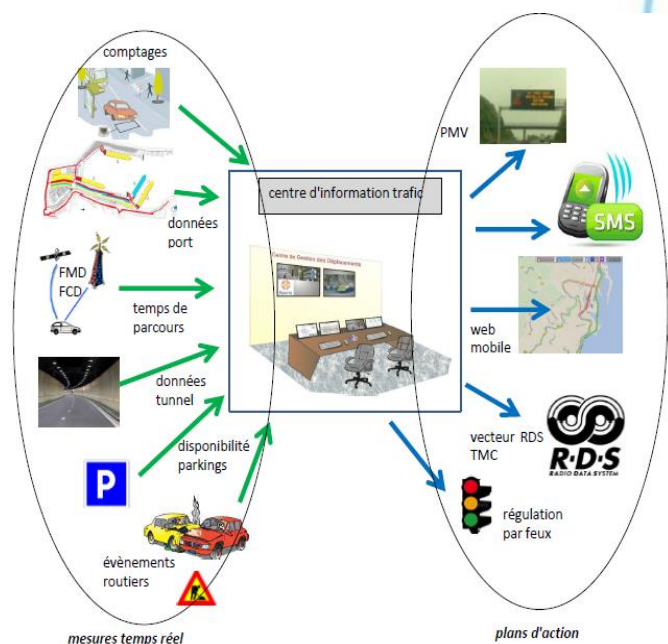 comptages
données
port
FMD
FCD
temps de
parcours
données
tunnel
disponibilité
parkings
P
évènements
routiers
mesures temps réel
centre d'information trafic
Centre de Gestion des Déplacements
PMV
SMS
web
mobile
vecteur RDS
TMC
R·D·S
RADIO DATA SYSTEM
régulation
par feux
plans d'action